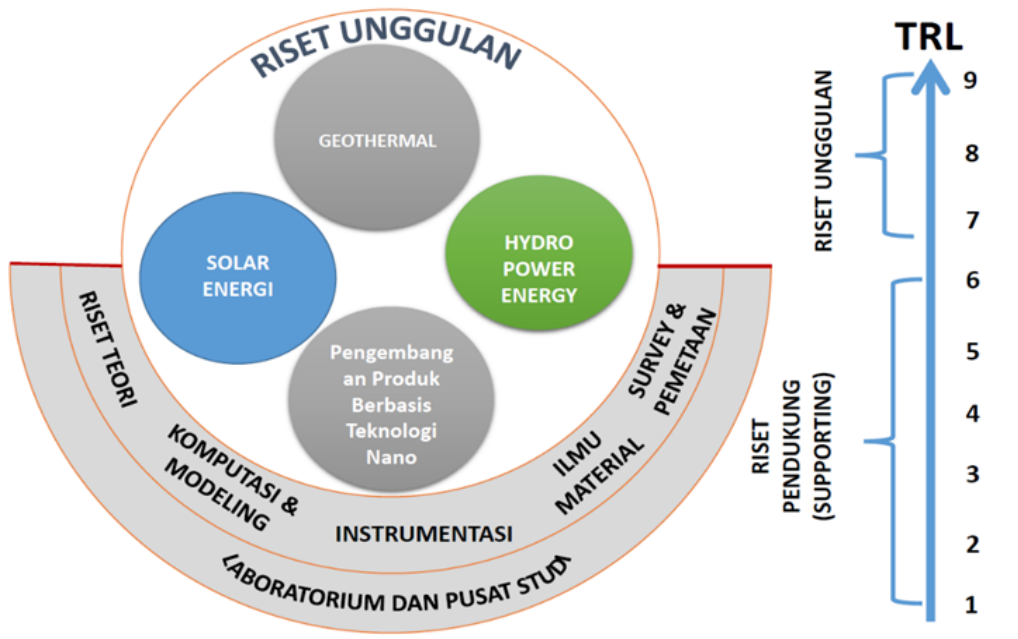 RISET UNGGULAN
GEOTHERMAL
SOLAR
ENERGI
HYDRO
POWER
ENERGY
Pengembang
an Produk
Berbasis
Teknologi
Nano
RISET TEORI
KOMPUTASI &
MODELING
INSTRUMENTASI
ILMU
MATERIAL
SURVEY &
PEMETAAN
LABORATORIUM DAN PUSAT STUDI
TRL
RISET UNGGULAN
RISET
PENDUKUNG
(SUPPORTING)
9
8
7
6
5
4
3
2
1